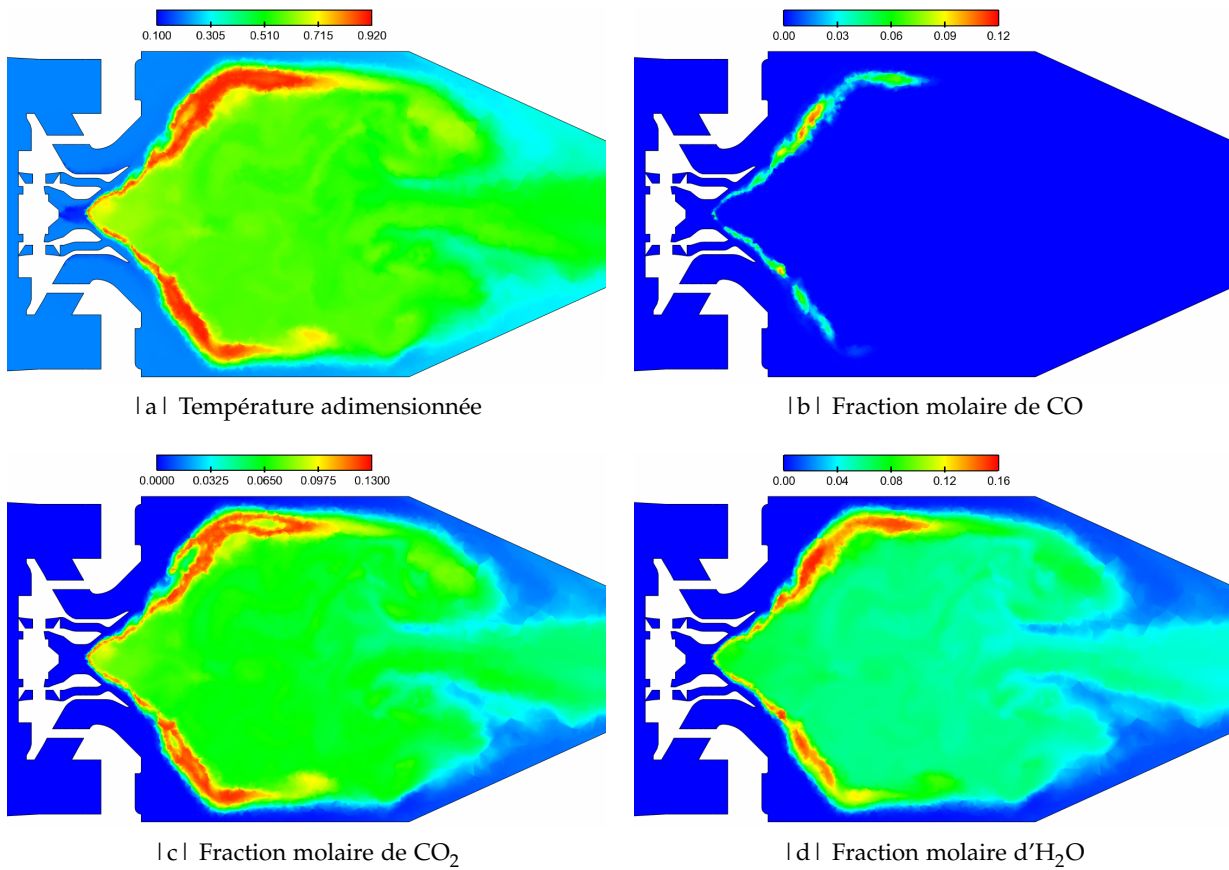 0.100 0.305 0.510 0.715 0.920
0.00 0.03 0.06 0.09 0.12
|a| Température adimensionnée
|b| Fraction molaire de CO
0.0000 0.0325 0.0650 0.0975 0.1300
0.00 0.04 0.08 0.12 0.16
|c| Fraction molaire de CO₂
|d| Fraction molaire d'H₂O